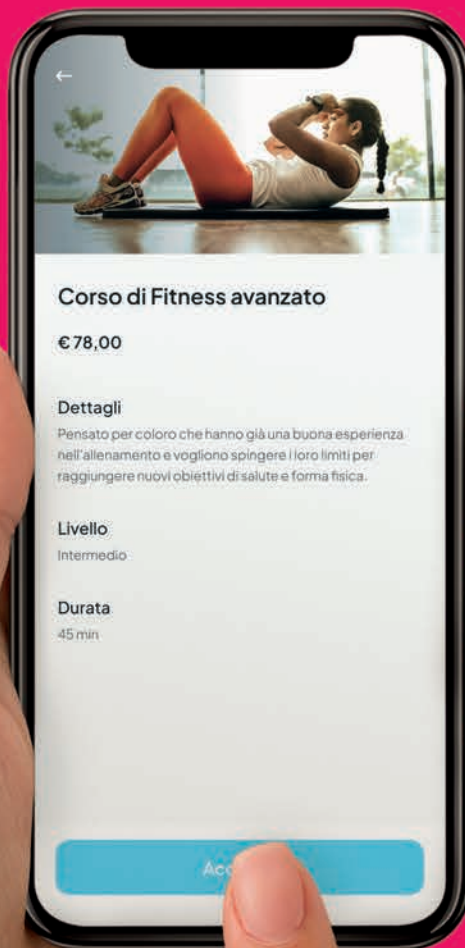 Corso di Fitness avanzato
€ 78,00
Dettagli
Pensato per coloro che hanno già una buona esperienza
nell'allenamento e vogliono spingere i loro limiti per
raggiungere nuovi obiettivi di salute e forma fisica.
Livello
Intermedio
Durata
45 min